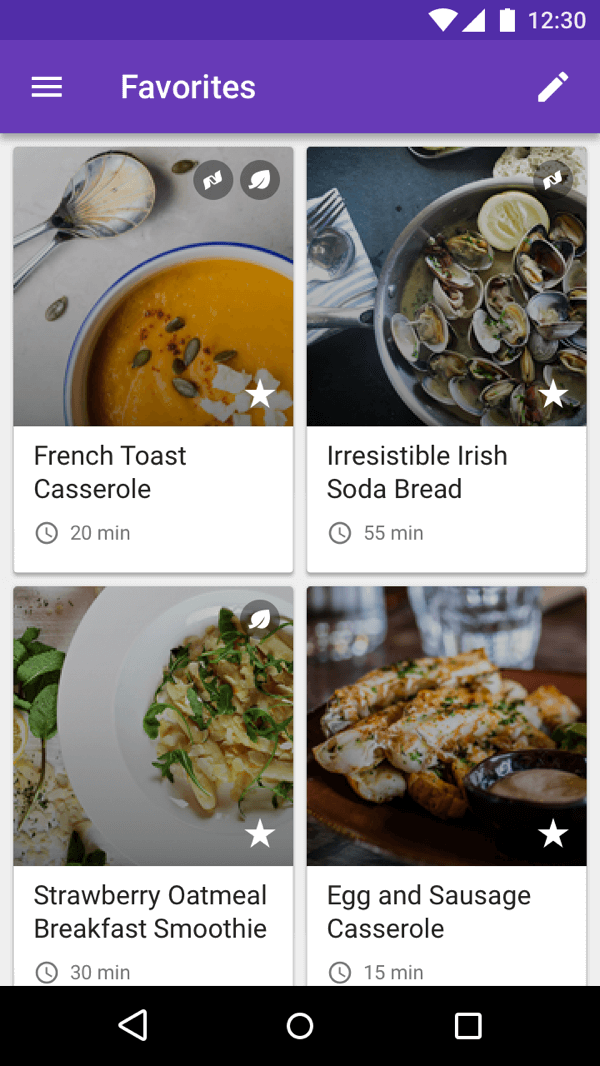 12:30
Favorites
French Toast
Casserole
20 min
Irresistible Irish
Soda Bread
55 min
Strawberry Oatmeal
Breakfast Smoothie
30 min
Egg and Sausage
Casserole
15 min